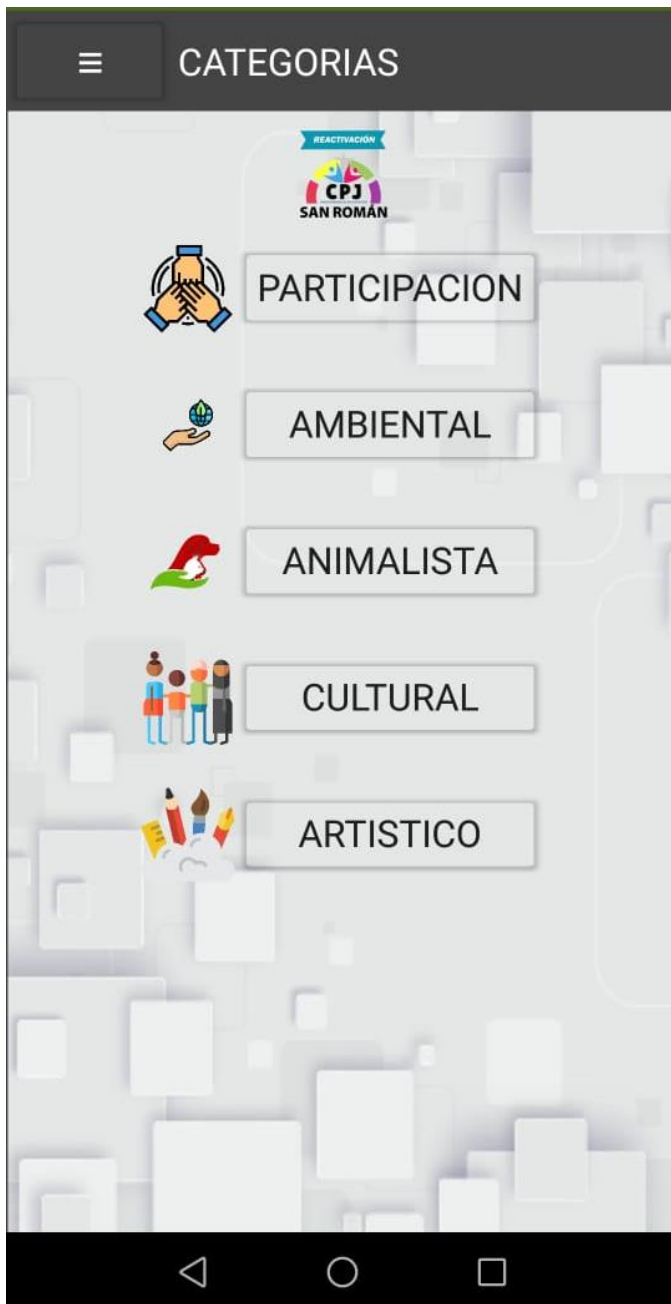 CATEGORIAS
REACTIVACIÓN
CPJ
SAN ROMÁN
PARTICIPACION
AMBIENTAL
ANIMALISTA
CULTURAL
ARTISTICO